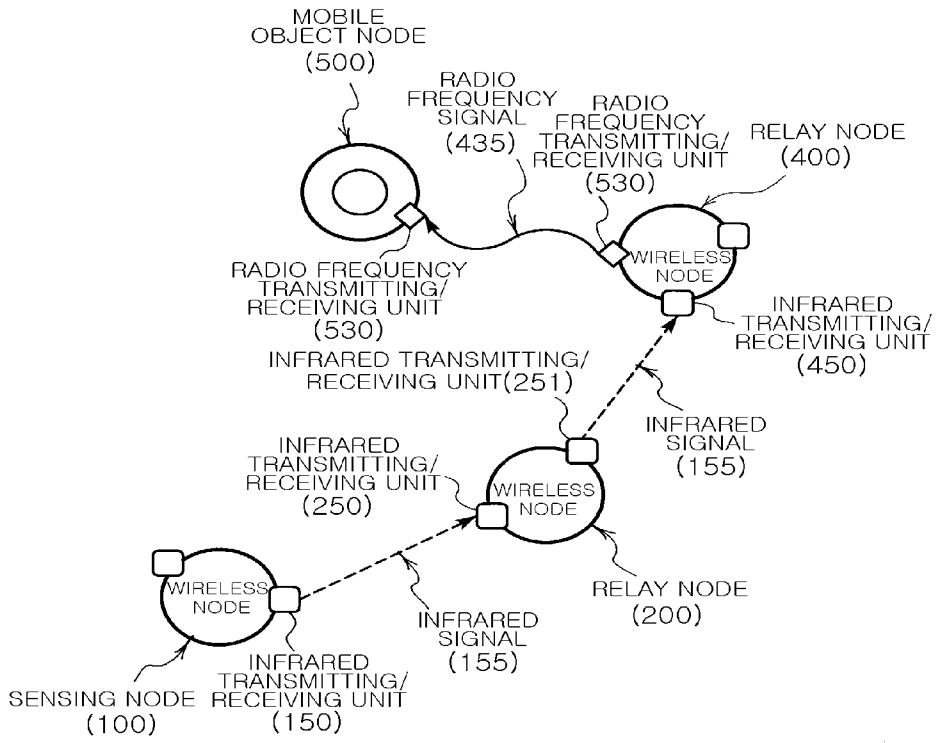 MOBILE
OBJECT NODE
(500)
RADIO
FREQUENCY
SIGNAL
(435)
RADIO
FREQUENCY
TRANSMITTING/
RECEIVING UNIT
(530)
RELAY NODE
(400)
WIRELESS
NODE
RADIO FREQUENCY
TRANSMITTING/
RECEIVING UNIT
(530)
INFRARED
TRANSMITTING/
RECEIVING UNIT
(450)
INFRARED TRANSMITTING/
RECEIVING UNIT(251)
INFRARED
SIGNAL
(155)
INFRARED
TRANSMITTING/
RECEIVING UNIT
(250)
WIRELESS
NODE
RELAY NODE
(200)
WIRELESS
NODE
INFRARED
SIGNAL
(155)
INFRARED
TRANSMITTING/
RECEIVING UNIT
(150)
SENSING NODE
(100)